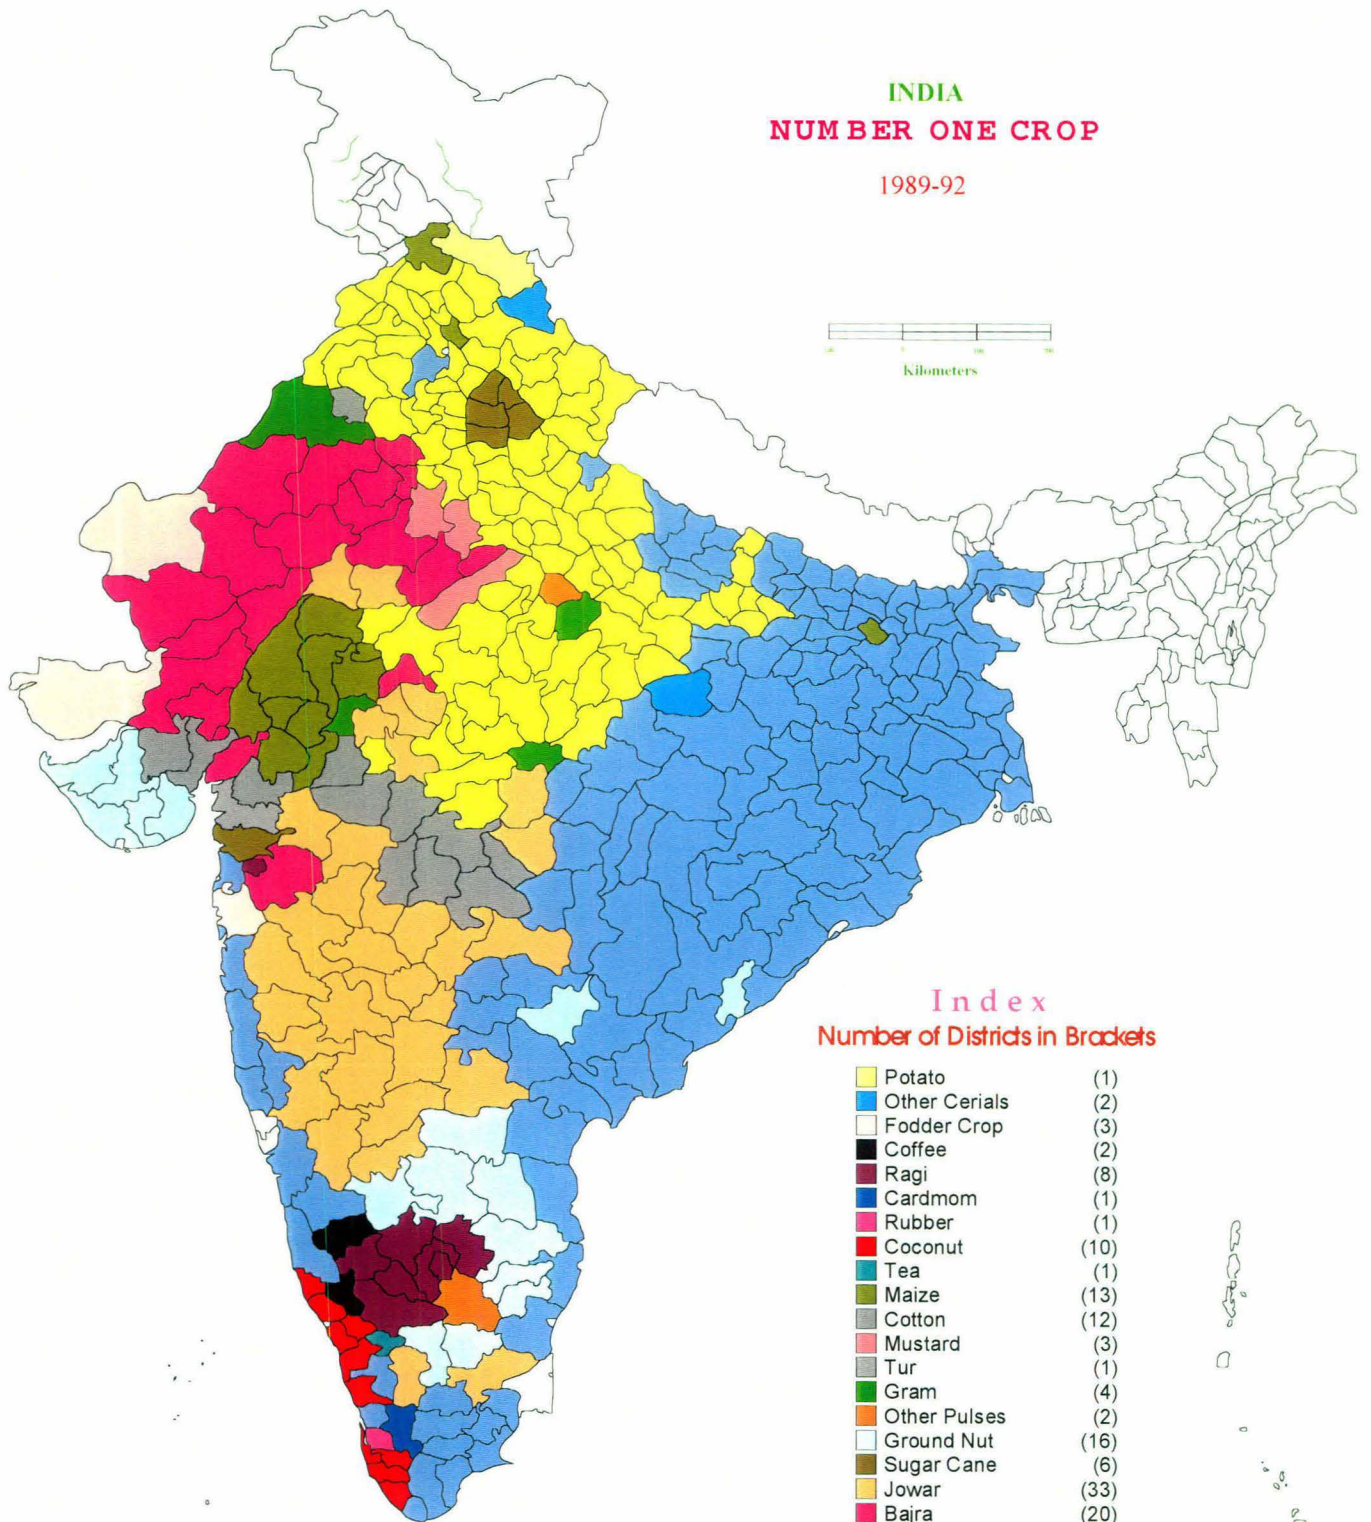 INDIA
NUMBER ONE CROP
1989-92
Kilometers
Index
Number of Districts in Brackets
Potato (1)
Other Cerials (2)
Fodder Crop (3)
Coffee (2)
Ragi (8)
Cardmom (1)
Rubber (1)
Coconut (10)
Tea (1)
Maize (13)
Cotton (12)
Mustard (3)
Tur (1)
Gram (4)
Other Pulses (2)
Ground Nut (16)
Sugar Cane (6)
Jowar (33)
Bajra (20)